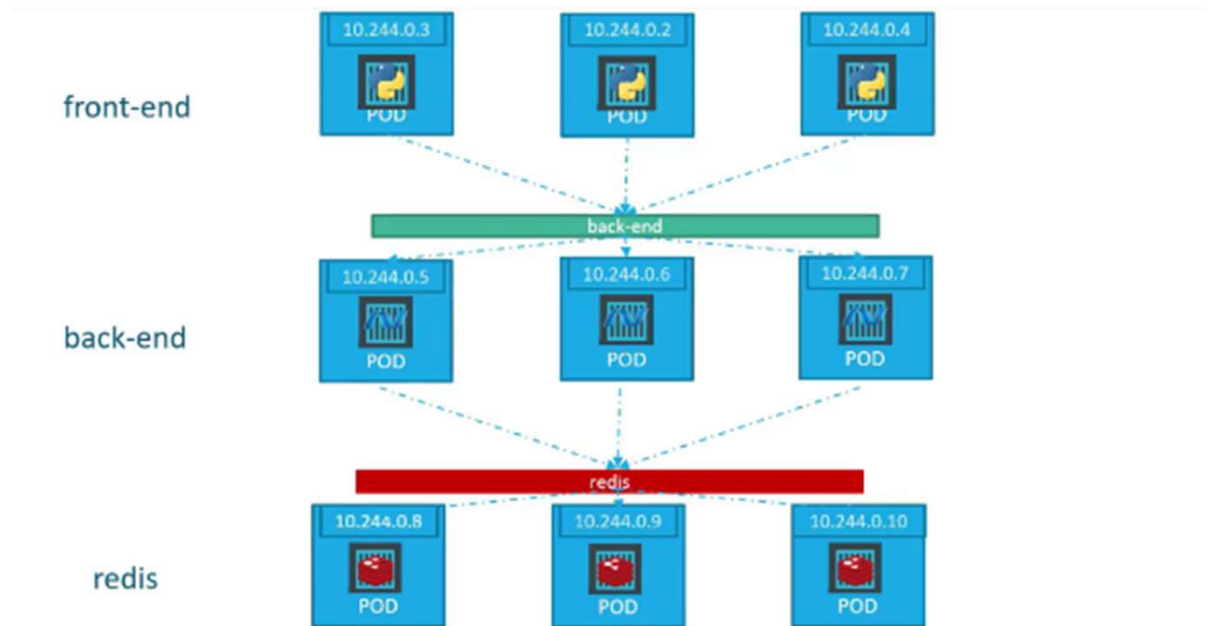 10.244.0.3
10.244.0.2
10.244.0.4
front-end
POD
POD
POD
back-end
10.244.0.5
10.244.0.6
10.244.0.7
back-end
POD
POD
POD
redis
10.244.0.8
10.244.0.9
10.244.0.10
redis
POD
POD
POD